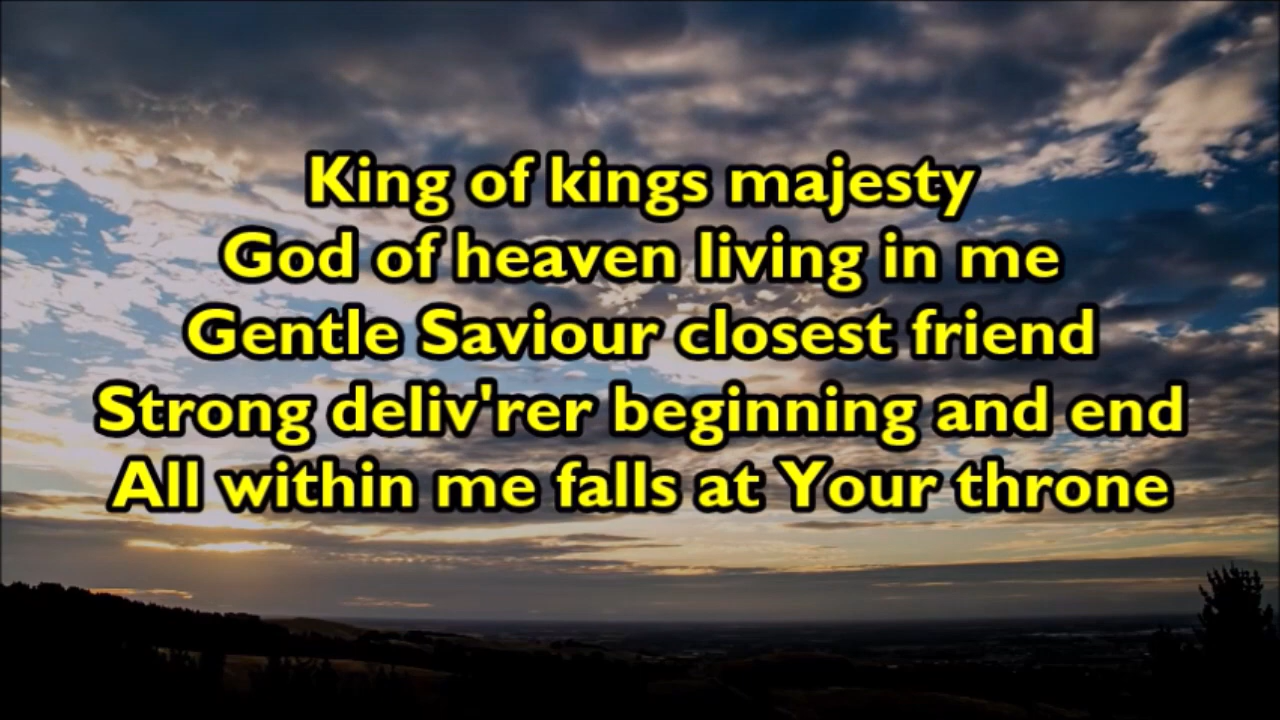 King of kings majesty
God of heaven living in me
Gentle Saviour closest friend
Strong deliv'rer beginning and end
All within me falls at Your throne